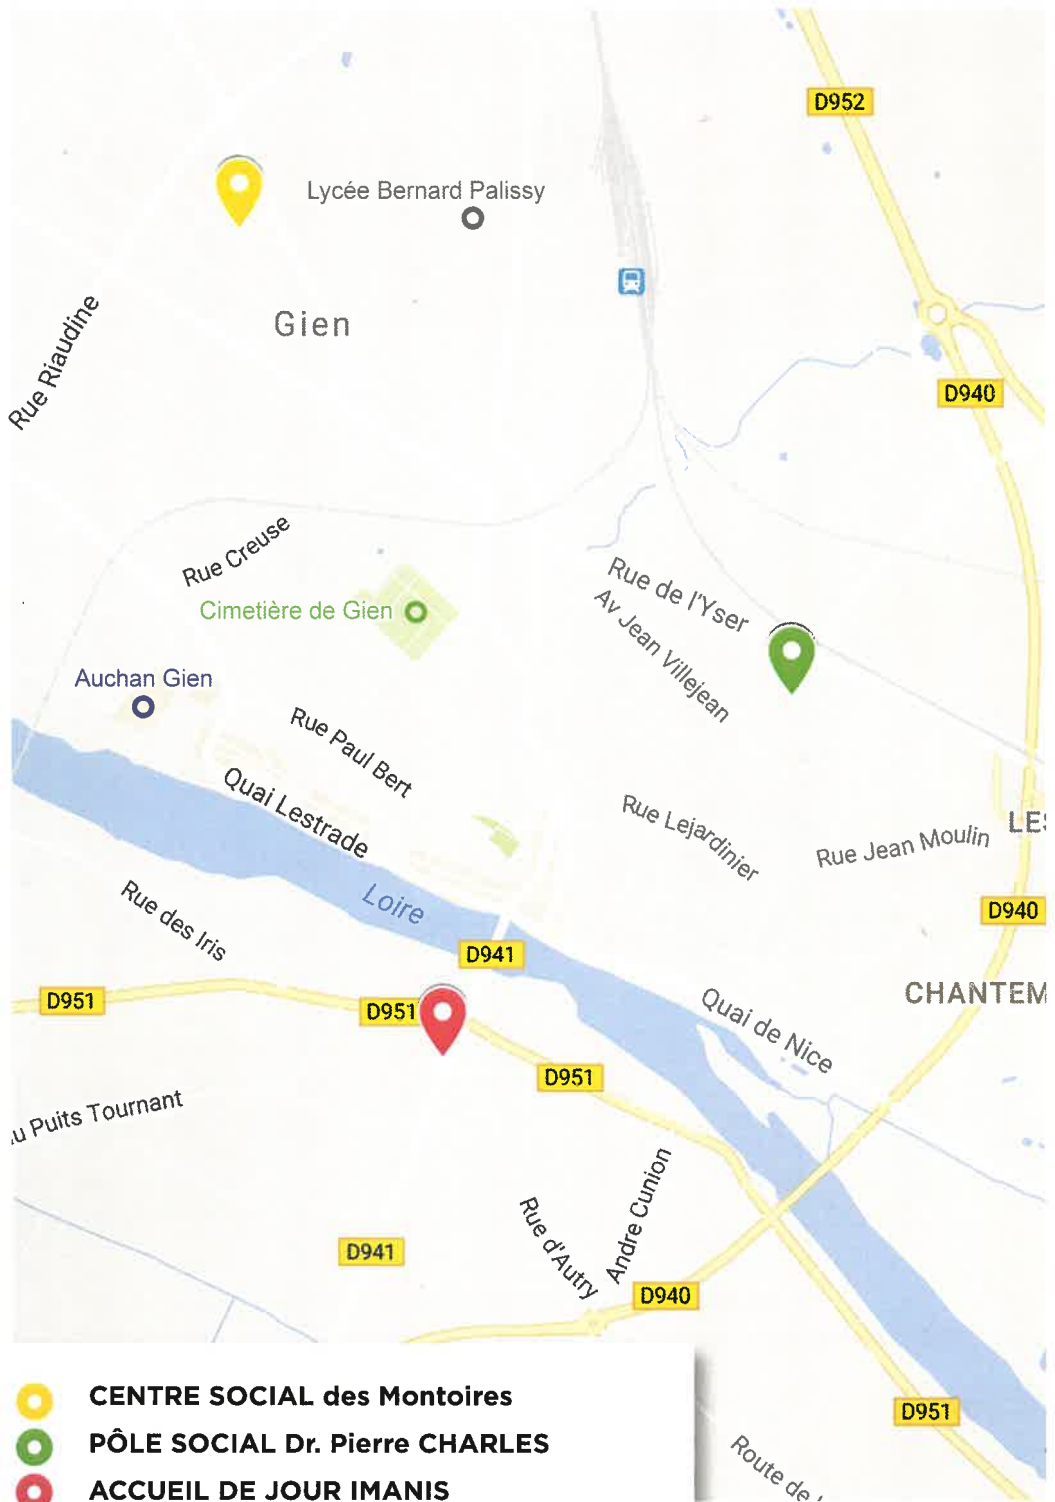 D952
Lycée Bernard Palissy
Gien
Rue Riaudine
D940
Rue Creuse
Rue de l'Yser
Av Jean Villejean
Cimetière de Gien
Auchan Gien
Rue Paul Bert
Quai Lestrade
Rue Lejardinier
Rue Jean Moulin
LES
Loire
Rue des Iris
D940
D941
D951
D951
CHANTEM
Quai de Nice
D951
u Puits Tournant
Andre Cunion
Rue d'Autry
D941
D940
D951
Route de
CENTRE SOCIAL des Montoires
PÔLE SOCIAL Dr. Pierre CHARLES
ACCUEIL DE JOUR IMANIS